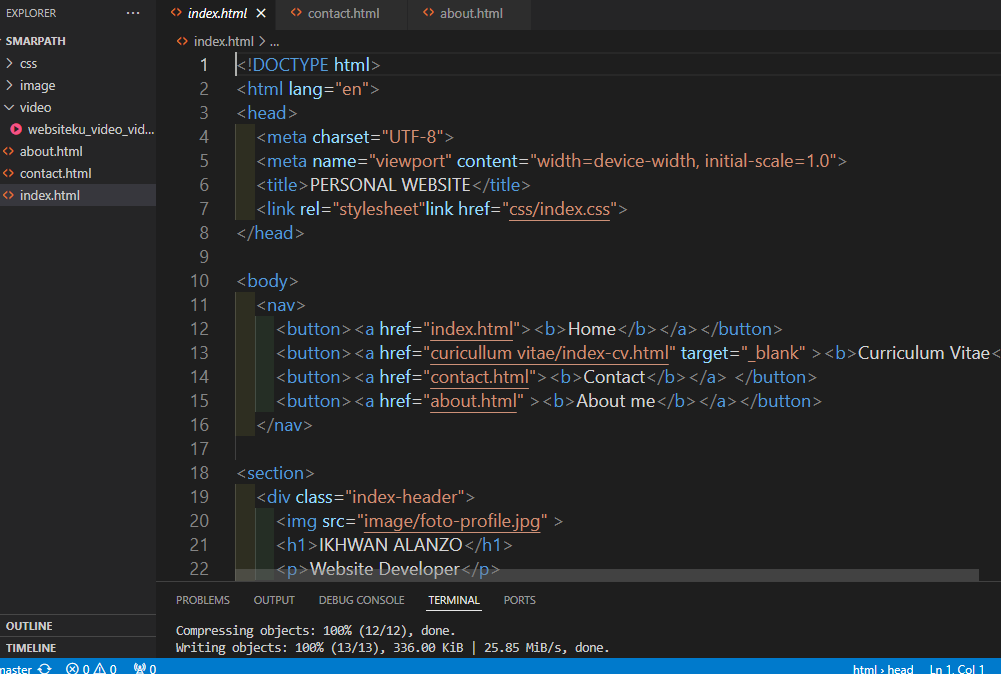 EXPLORER ...
index.html
contact.html
about.html
SMARPATH
index.html > ...
css
image
video
websiteku_video_vid...
about.html
contact.html
index.html
1 <!DOCTYPE html>
2 <html lang="en">
3 <head>
4 <meta charset="UTF-8">
5 <meta name="viewport" content="width=device-width, initial-scale=1.0">
6 <title>PERSONAL WEBSITE</title>
7 <link rel="stylesheet"link href="css/index.css">
8 </head>
9
10 <body>
11 <nav>
12 <button><a href="index.html"><b>Home</b></a></button>
13 <button><a href="curicullum vitae/index-cv.html" target="_blank" ><b>Curriculum Vitae<
14 <button><a href="contact.html"><b>Contact</b></a> </button>
15 <button><a href="about.html" ><b>About me</b></a></button>
16 </nav>
17
18 <section>
19 <div class="index-header">
20 <img src="image/foto-profile.jpg" >
21 <h1>IKHWAN ALANZO</h1>
22 <p>Website Developer</p>
PROBLEMS OUTPUT DEBUG CONSOLE TERMINAL PORTS
Compressing objects: 100% (12/12), done.
Writing objects: 100% (13/13), 336.00 KiB | 25.85 MiB/s, done.
OUTLINE
TIMELINE
master 0 0 0 html › head Ln 1, Col 1